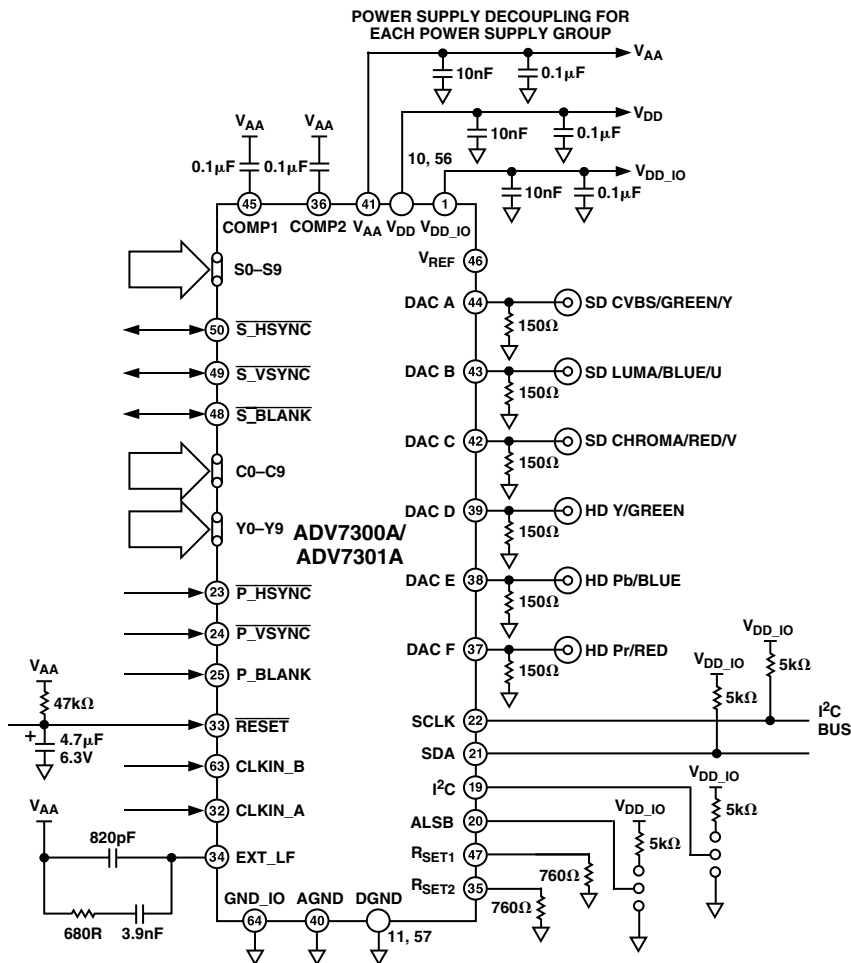 POWER SUPPLY DECOUPLING FOR
EACH POWER SUPPLY GROUP
VAA
10nF
0.1μF
VDD
10nF
0.1μF
VDD_IO
10nF
0.1μF
VAA
VAA
0.1μF
0.1μF
10, 56
45
36
41
1
COMP1
COMP2
VAA
VDD
VDD_IO
S0–S9
VREF
46
DAC A
44
SD CVBS/GREEN/Y
150Ω
50
S_HSYNC
49
S_VSYNC
DAC B
43
SD LUMA/BLUE/U
150Ω
48
S_BLANK
DAC C
42
SD CHROMA/RED/V
150Ω
C0–C9
Y0–Y9
DAC D
39
HD Y/GREEN
150Ω
ADV7300A/
ADV7301A
23
P_HSYNC
DAC E
38
HD Pb/BLUE
150Ω
24
P_VSYNC
25
P_BLANK
DAC F
37
HD Pr/RED
150Ω
VDD_IO
5kΩ
VDD_IO
5kΩ
VAA
47kΩ
33
RESET
SCLK
22
I2C
BUS
+
4.7μF
6.3V
SDA
21
63
CLKIN_B
I2C
19
VDD_IO
5kΩ
32
CLKIN_A
ALSB
20
VDD_IO
5kΩ
VAA
820pF
34
EXT_LF
RSET1
47
760Ω
RSET2
35
760Ω
680R
3.9nF
GND_IO
AGND
DGND
64
40
11, 57